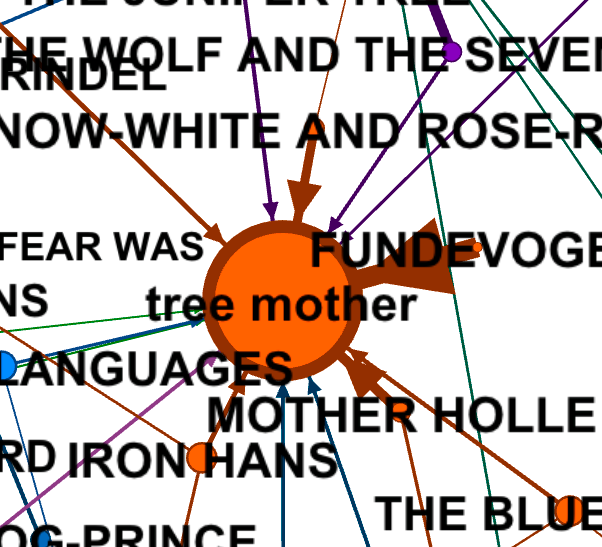 THE JUNIPER TREE
THE WOLF AND THE SEVEN
RINDEL
NOW-WHITE AND ROSE-R
FEAR WAS
FUNDEVOGE
NS
tree mother
LANGUAGES
MOTHER HOLLE
RD
IRON HANS
THE BLUE
OG-PRINCE